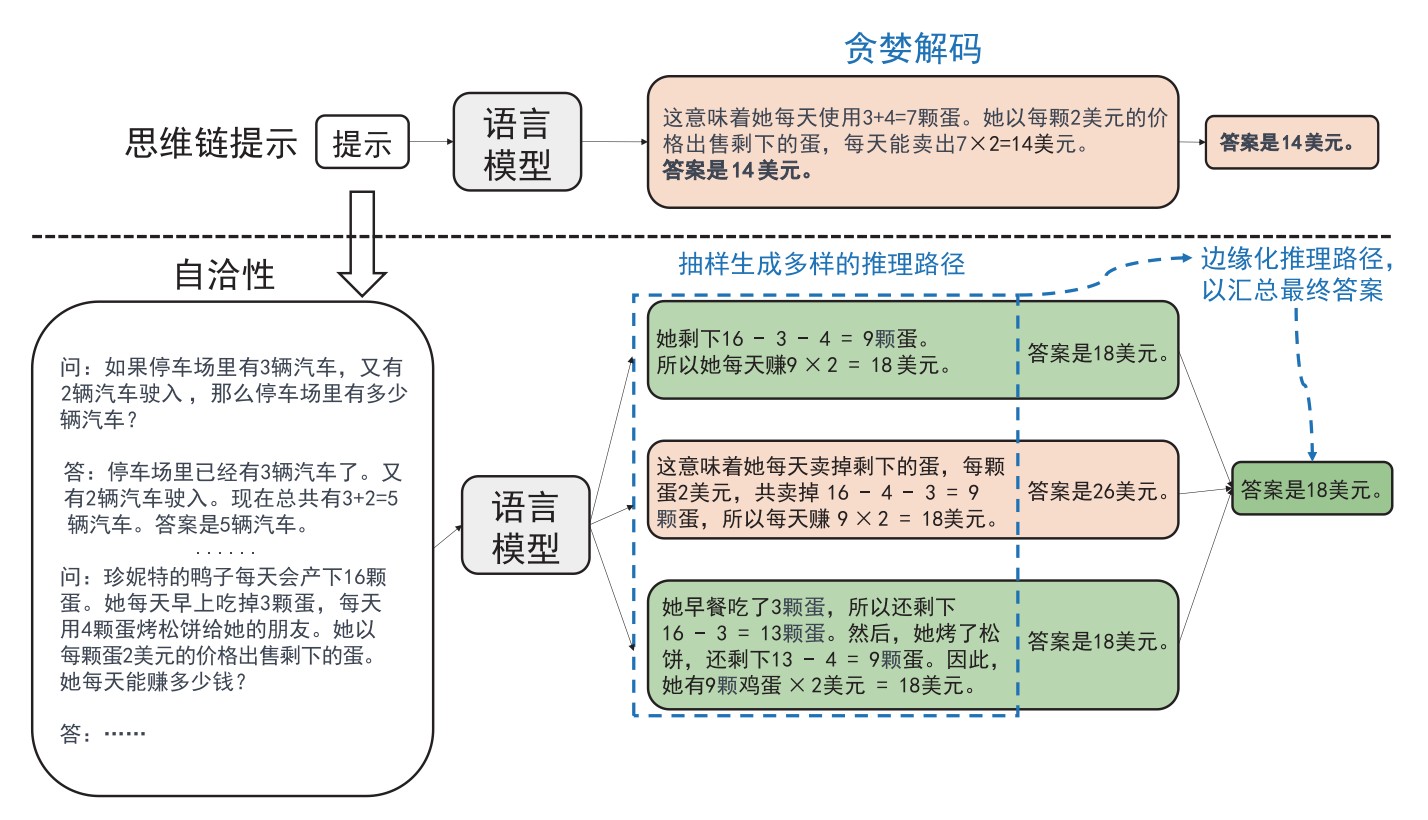 贪婪解码
思维链提示
提示
语言
模型
这意味着她每天使用3+4=7颗蛋。她以每颗2美元的价
格出售剩下的蛋，每天能卖出7×2=14美元。
答案是14美元。
答案是14美元。
自洽性
抽样生成多样的推理路径
边缘化推理路径，
以汇总最终答案
问：如果停车场里有3辆汽车，又有
2辆汽车驶入，那么停车场里有多少
辆汽车？
答：停车场里已经有3辆汽车了。又
有2辆汽车驶入。现在总共有3+2=5
辆汽车。答案是5辆汽车。
......
问：珍妮特的鸭子每天会产下16颗
蛋。她每天早上吃掉3颗蛋，每天
用4颗蛋烤松饼给她的朋友。她以
每颗蛋2美元的价格出售剩下的蛋。
她每天能赚多少钱？
答：……
语言
模型
她剩下16 - 3 - 4 = 9颗蛋。
所以她每天赚9 × 2 = 18 美元。
答案是18美元。
这意味着她每天卖掉剩下的蛋，每颗
蛋2美元，共卖掉 16 - 4 - 3 = 9
颗蛋，所以每天赚 9 × 2 = 18美元。
答案是26美元。
她早餐吃了3颗蛋，所以还剩下
16 - 3 = 13颗蛋。然后，她烤了松
饼，还剩下13 - 4 = 9颗蛋。因此，
她有9颗鸡蛋 × 2美元 = 18美元。
答案是18美元。
答案是18美元。